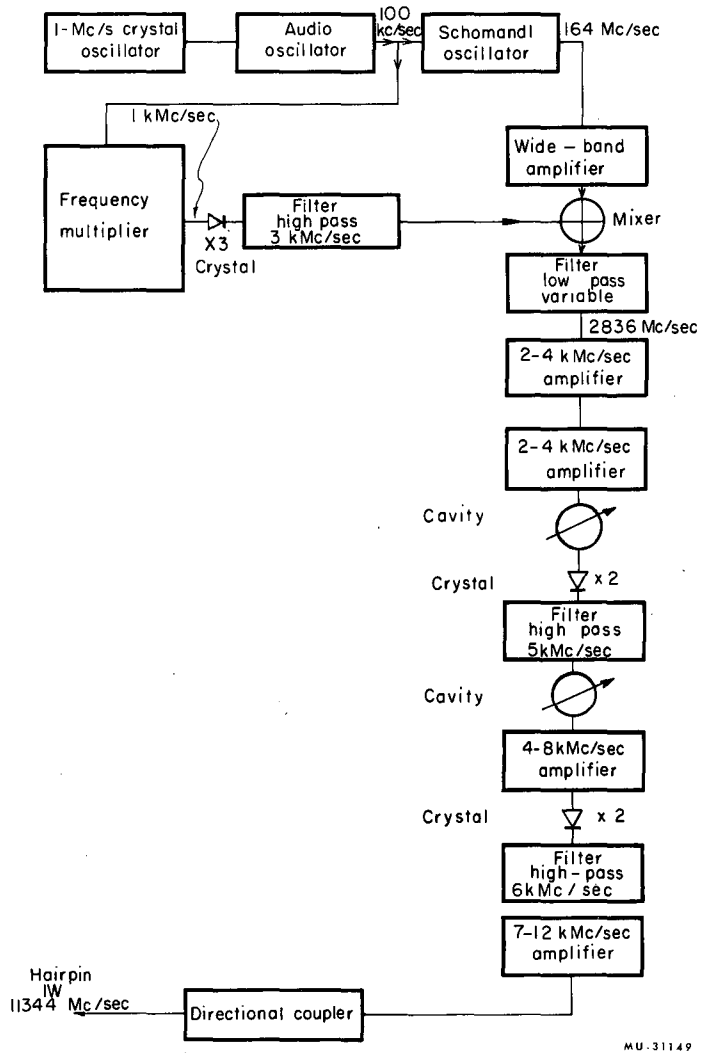 1-Mc/s crystal
oscillator
Audio
oscillator
100
kc/sec
Schomandl
oscillator
164 Mc/sec
1 kMc/sec
Wide - band
amplifier
Frequency
multiplier
X3
Crystal
Filter
high pass
3 kMc/sec
Mixer
Filter
low pass
variable
2836 Mc/sec
2-4 kMc/sec
amplifier
2-4 kMc/sec
amplifier
Cavity
Crystal
x 2
Filter
high pass
5kMc/sec
Cavity
4-8kMc/sec
amplifier
Crystal
x 2
Filter
high-pass
6kMc / sec
7-12 kMc/sec
amplifier
Hairpin
1W
11344 Mc/sec
Directional coupler
MU-31149